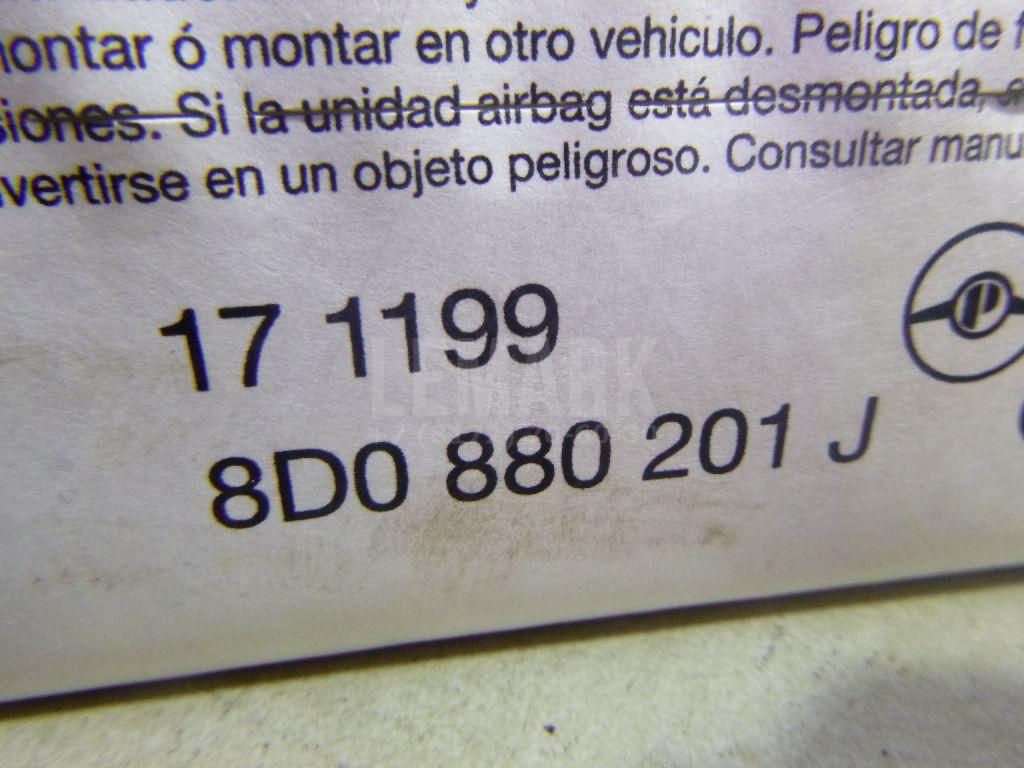 montar ó montar en otro vehiculo. Peligro de
siones. Si la unidad airbag está desmontada,
vertirse en un objeto peligroso. Consultar manu
17 1199
P
LEMARK
8D0 880 201 J